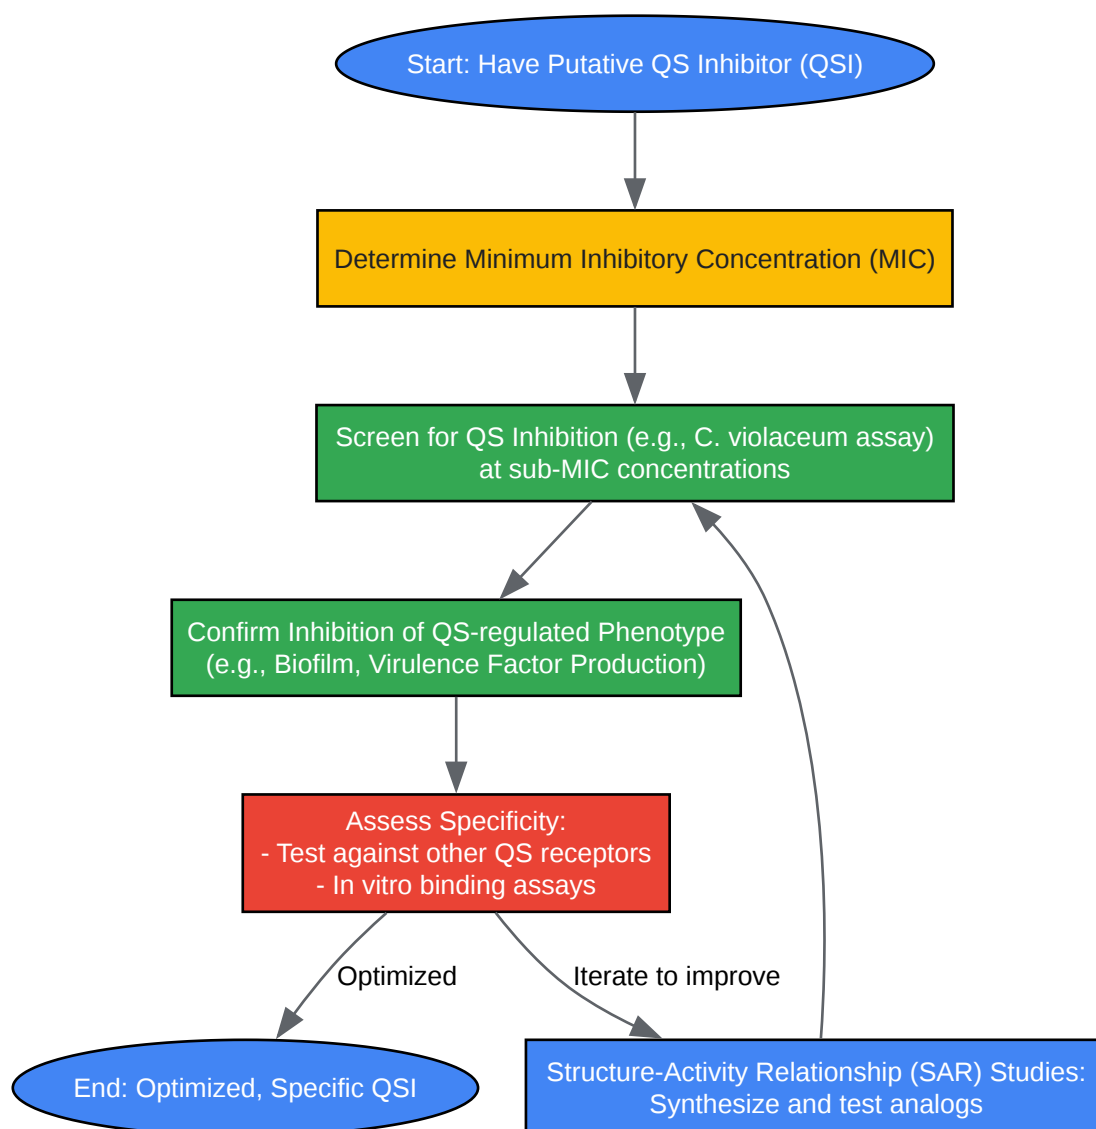 Start: Have Putative QS Inhibitor (QSI)
Determine Minimum Inhibitory Concentration (MIC)
Screen for QS Inhibition (e.g., C. violaceum assay)
at sub-MIC concentrations
Confirm Inhibition of QS-regulated Phenotype
(e.g., Biofilm, Virulence Factor Production)
Assess Specificity:
- Test against other QS receptors
- In vitro binding assays
Optimized
Iterate to improve
End: Optimized, Specific QSI
Structure-Activity Relationship (SAR) Studies:
Synthesize and test analogs